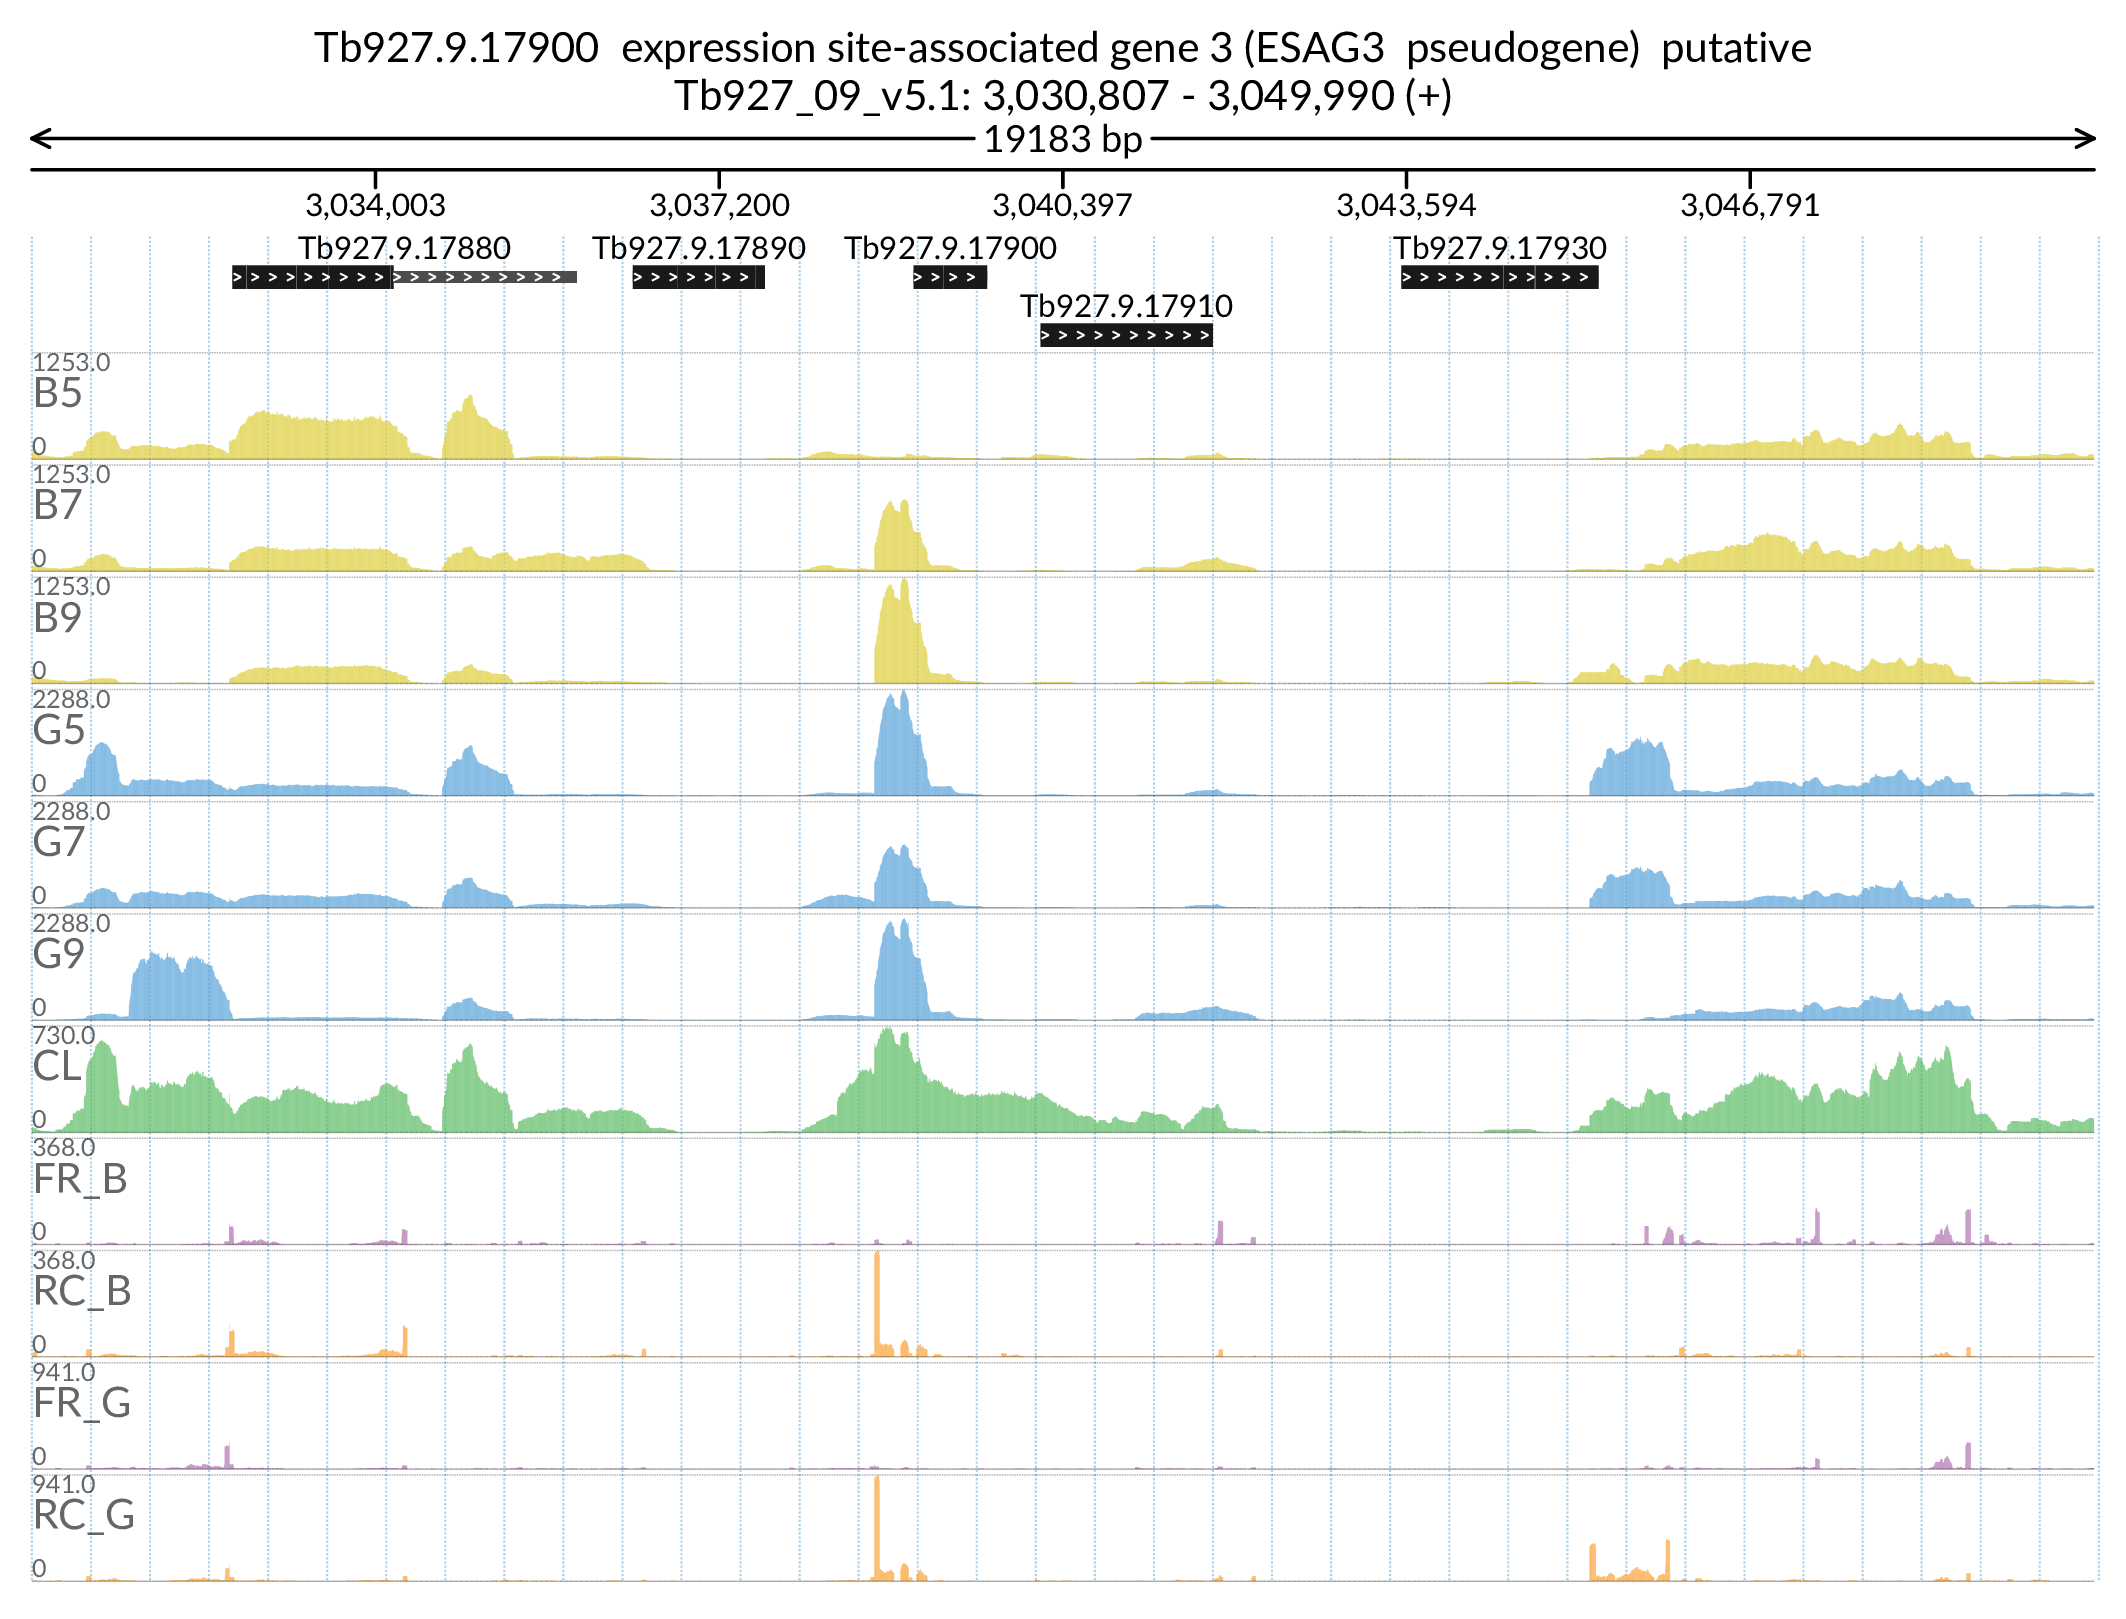 Tb927.9.17900 expression site-associated gene 3 (ESAG3 pseudogene) putative
Tb927_09_v5.1: 3,030,807 - 3,049,990 (+)
19183 bp
3,034,003 3,037,200 3,040,397 3,043,594 3,046,791
Tb927.9.17880 Tb927.9.17890 Tb927.9.17900 Tb927.9.17930
Tb927.9.17910
1253.0
B5
0
1253.0
B7
0
1253.0
B9
0
2288.0
G5
0
2288.0
G7
0
2288.0
G9
0
730.0
CL
0
368.0
FR_B
0
368.0
RC_B
0
941.0
FR_G
0
941.0
RC_G
0